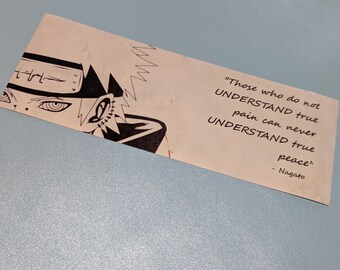 "Those who do not
UNDERSTAND true
pain can never
UNDERSTAND true
peace"
- Nagato